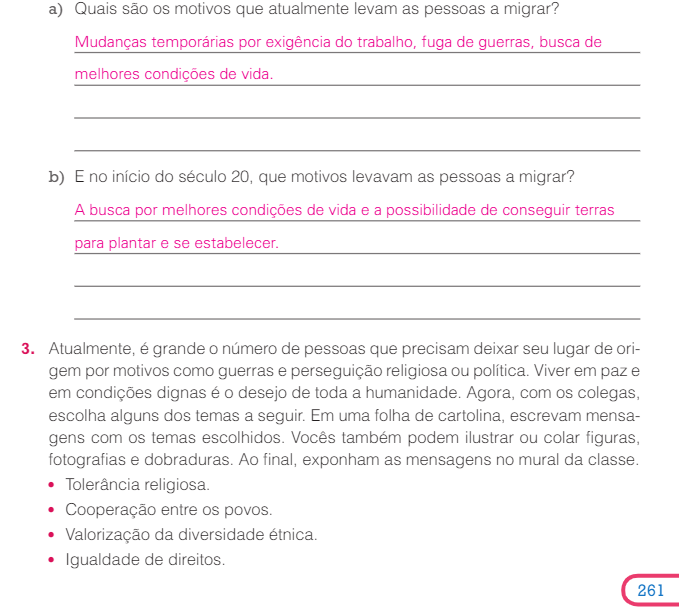 a) Quais são os motivos que atualmente levam as pessoas a migrar?
Mudanças temporárias por exigência do trabalho, fuga de guerras, busca de
melhores condições de vida.
b) E no início do século 20, que motivos levavam as pessoas a migrar?
A busca por melhores condições de vida e a possibilidade de conseguir terras
para plantar e se estabelecer.
3. Atualmente, é grande o número de pessoas que precisam deixar seu lugar de ori-
gem por motivos como guerras e perseguição religiosa ou política. Viver em paz e
em condições dignas é o desejo de toda a humanidade. Agora, com os colegas,
escolha alguns dos temas a seguir. Em uma folha de cartolina, escrevam mensa-
gens com os temas escolhidos. Vocês também podem ilustrar ou colar figuras,
fotografias e dobraduras. Ao final, exponham as mensagens no mural da classe.
• Tolerância religiosa.
• Cooperação entre os povos.
• Valorização da diversidade étnica.
• Igualdade de direitos.
261